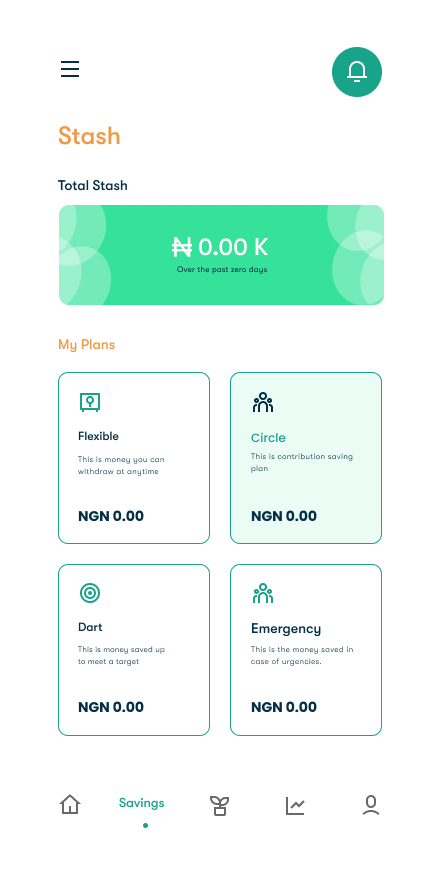 Stash
Total Stash
₦ 0.00 K
Over the past zero days
My Plans
Flexible
This is money you can
withdraw at anytime
NGN 0.00
Circle
This is contribution saving
plan
NGN 0.00
Dart
This is money saved up
to meet a target
NGN 0.00
Emergency
This is the money saved in
case of urgencies.
NGN 0.00
Savings